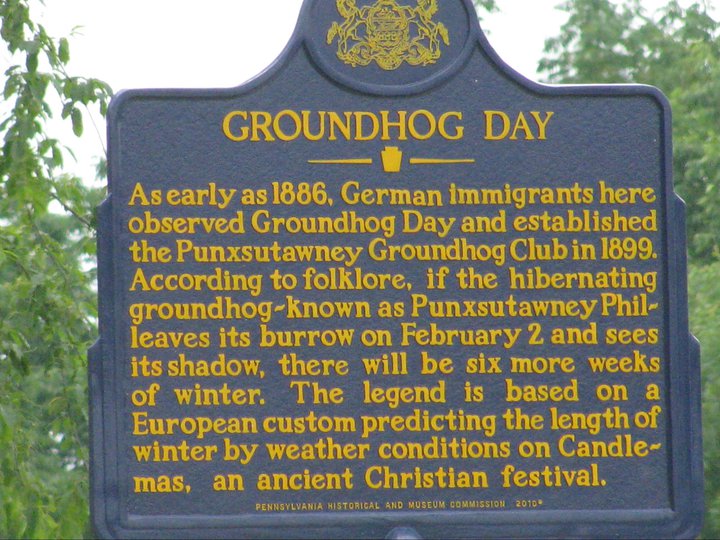 GROUNDHOG DAY
As early as 1886, German immigrants here
observed Groundhog Day and established
the Punxsutawney Groundhog Club in 1899.
According to folklore, if the hibernating
groundhog-known as Punxsutawney Phil-
leaves its burrow on February 2 and sees
its shadow, there will be six more weeks
of winter. The legend is based on a
European custom predicting the length of
winter by weather conditions on Candle-
mas, an ancient Christian festival.
PENNSYLVANIA HISTORICAL AND MUSEUM COMMISSION 2010